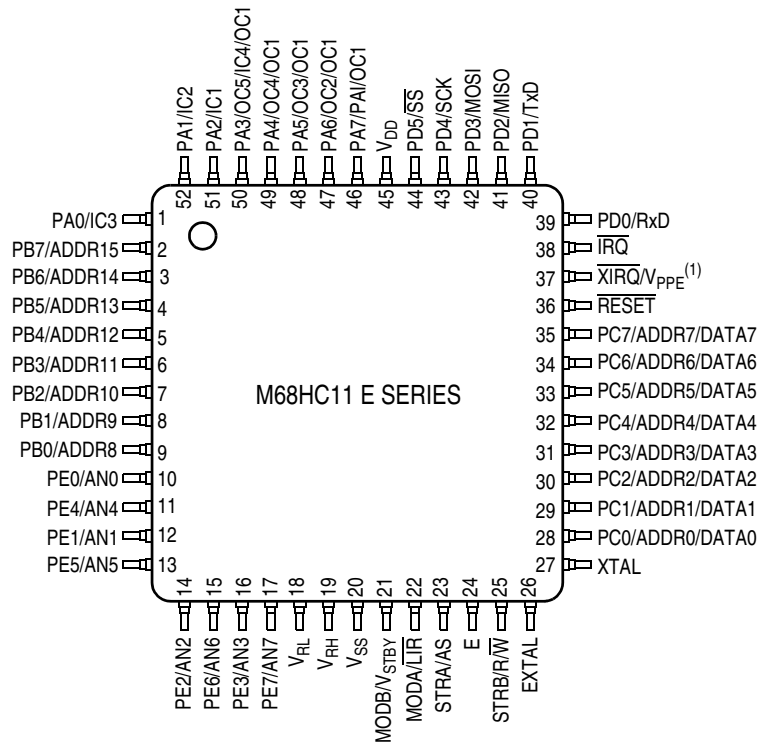 PA1/IC2
PA2/IC1
PA3/OC5/IC4/OC1
PA4/OC4/OC1
PA5/OC3/OC1
PA6/OC2/OC1
PA7/PAI/OC1
VDD
PD5/S̅S̅
PD4/SCK
PD3/MOSI
PD2/MISO
PD1/TxD
52
51
50
49
48
47
46
45
44
43
42
41
40
PA0/IC3 1
PB7/ADDR15 2
PB6/ADDR14 3
PB5/ADDR13 4
PB4/ADDR12 5
PB3/ADDR11 6
PB2/ADDR10 7
PB1/ADDR9 8
PB0/ADDR8 9
PE0/AN0 10
PE4/AN4 11
PE1/AN1 12
PE5/AN5 13
M68HC11 E SERIES
39 PD0/RxD
38 I̅R̅Q̅
37 X̅I̅R̅Q̅/VPPE(1)
36 R̅E̅S̅E̅T̅
35 PC7/ADDR7/DATA7
34 PC6/ADDR6/DATA6
33 PC5/ADDR5/DATA5
32 PC4/ADDR4/DATA4
31 PC3/ADDR3/DATA3
30 PC2/ADDR2/DATA2
29 PC1/ADDR1/DATA1
28 PC0/ADDR0/DATA0
27 XTAL
14
15
16
17
18
19
20
21
22
23
24
25
26
PE2/AN2
PE6/AN6
PE3/AN3
PE7/AN7
VRL
VRH
VSS
MODB/VSTBY
MODA/L̅I̅R̅
STRA/AS
E
STRB/R/W̅
EXTAL